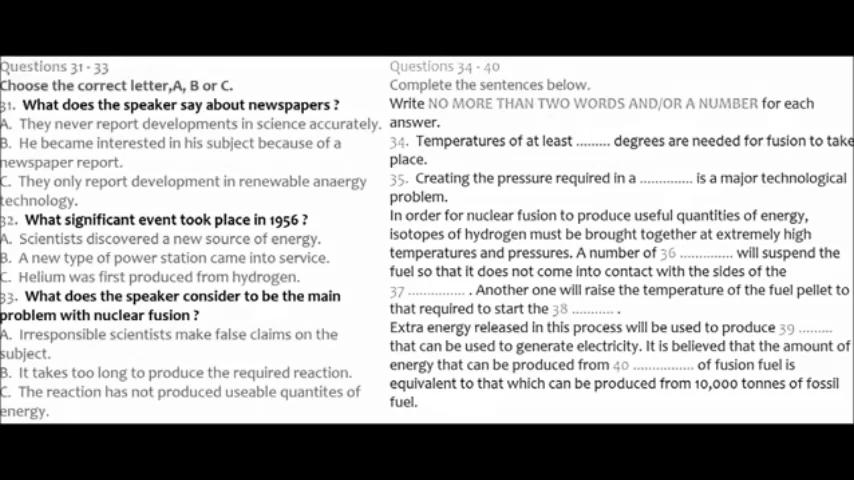 Questions 31 - 33
Choose the correct letter,A, B or C.
31. What does the speaker say about newspapers ?
A. They never report developments in science accurately.
B. He became interested in his subject because of a
newspaper report.
C. They only report development in renewable anaergy
technology.
32. What significant event took place in 1956 ?
A. Scientists discovered a new source of energy.
B. A new type of power station came into service.
C. Helium was first produced from hydrogen.
33. What does the speaker consider to be the main
problem with nuclear fusion ?
A. Irresponsible scientists make false claims on the
subject.
B. It takes too long to produce the required reaction.
C. The reaction has not produced useable quantites of
energy.
Questions 34 - 40
Complete the sentences below.
Write NO MORE THAN TWO WORDS AND/OR A NUMBER for each
answer.
34. Temperatures of at least ......... degrees are needed for fusion to take
place.
35. Creating the pressure required in a .............. is a major technological
problem.
In order for nuclear fusion to produce useful quantities of energy,
isotopes of hydrogen must be brought together at extremely high
temperatures and pressures. A number of 36 .............. will suspend the
fuel so that it does not come into contact with the sides of the
37 ............... . Another one will raise the temperature of the fuel pellet to
that required to start the 38 ........... .
Extra energy released in this process will be used to produce 39 .........
that can be used to generate electricity. It is believed that the amount of
energy that can be produced from 40 ................ of fusion fuel is
equivalent to that which can be produced from 10,000 tonnes of fossil
fuel.